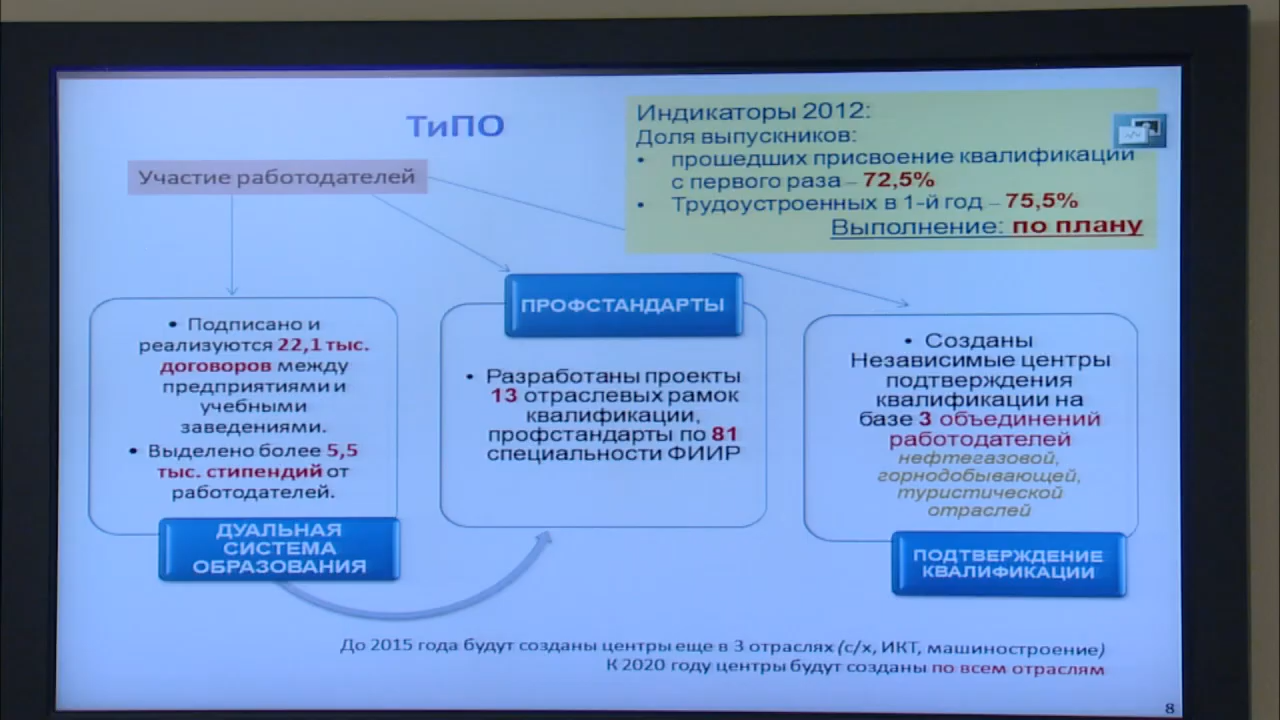 ТиПО
Индикаторы 2012:
Доля выпускников:
• прошедших присвоение квалификации
с первого раза – 72,5%
• Трудоустроенных в 1-й год – 75,5%
Выполнение: по плану
Участие работодателей
• Подписано и
реализуются 22,1 тыс.
договоров между
предприятиями и
учебными
заведениями.
• Выделено более 5,5
тыс. стипендий от
работодателей.
ДУАЛЬНАЯ
СИСТЕМА
ОБРАЗОВАНИЯ
ПРОФСТАНДАРТЫ
• Разработаны проекты
13 отраслевых рамок
квалификации,
профстандарты по 81
специальности ФИИР
• Созданы
Независимые центры
подтверждения
квалификации на
базе 3 объединений
работодателей
нефтегазовой,
горнодобывающей,
туристической
отраслей
ПОДТВЕРЖДЕНИЕ
КВАЛИФИКАЦИИ
До 2015 года будут созданы центры еще в 3 отраслях (с/х, ИКТ, машиностроение)
К 2020 году центры будут созданы по всем отраслям
8